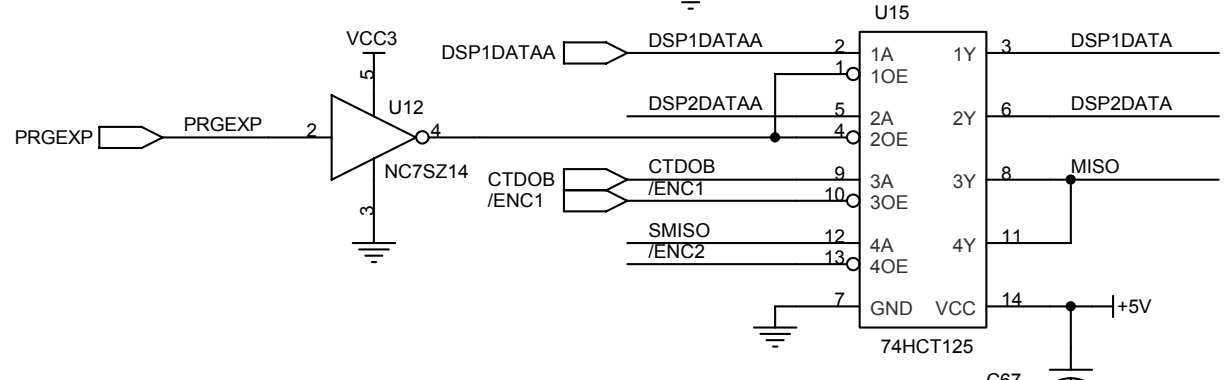 U15
VCC3
DSP1DATAA DSP1DATAA 2 1A 1Y 3 DSP1DATA
5 1 1OE
U12 DSP2DATAA 5 2A 2Y 6 DSP2DATA
PRGEXP PRGEXP 2 4 4 2OE
NC7SZ14 CTDOB CTDOB 9 3A 3Y 8 MISO
/ENC1 /ENC1 10 3OE
3 SMISO 12 4A 4Y 11
/ENC2 13 4OE
7 GND VCC 14 +5V
74HCT125